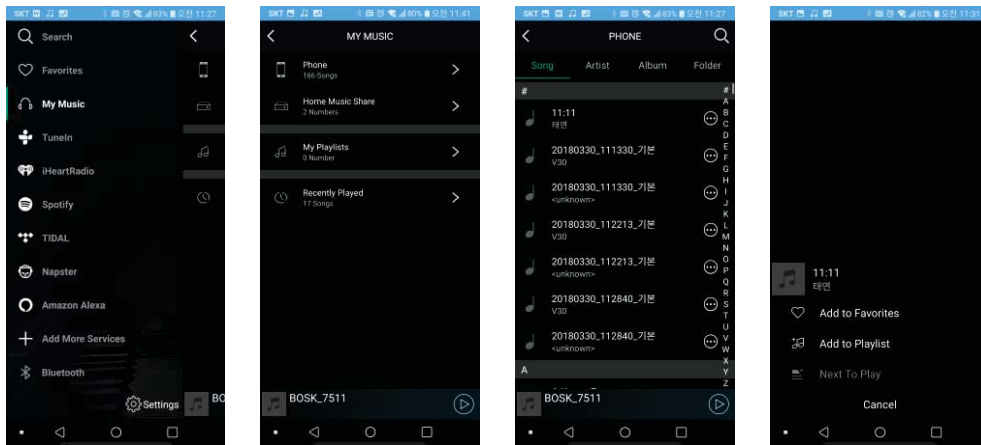 SKT 83% 오전 11:27
Search
Favorites
My Music
TuneIn
iHeartRadio
Spotify
TIDAL
Napster
Amazon Alexa
Add More Services
Bluetooth
Settings
BO
SKT 80% 오전 11:41
MY MUSIC
Phone
166 Songs
Home Music Share
2 Numbers
My Playlists
0 Number
Recently Played
17 Songs
BOSK_7511
SKT 83% 오전 11:27
PHONE
Song Artist Album Folder
#
11:11
태연
20180330_111330_기본
V30
20180330_111330_기본
<unknown>
20180330_112213_기본
V30
20180330_112213_기본
<unknown>
20180330_112840_기본
V30
20180330_112840_기본
<unknown>
A
#
A
B
C
D
E
F
G
H
I
J
K
L
M
N
O
P
Q
R
S
T
U
V
W
X
Y
Z
BOSK_7511
SKT 82% 오전 11:31
11:11
태연
Add to Favorites
Add to Playlist
Next To Play
Cancel